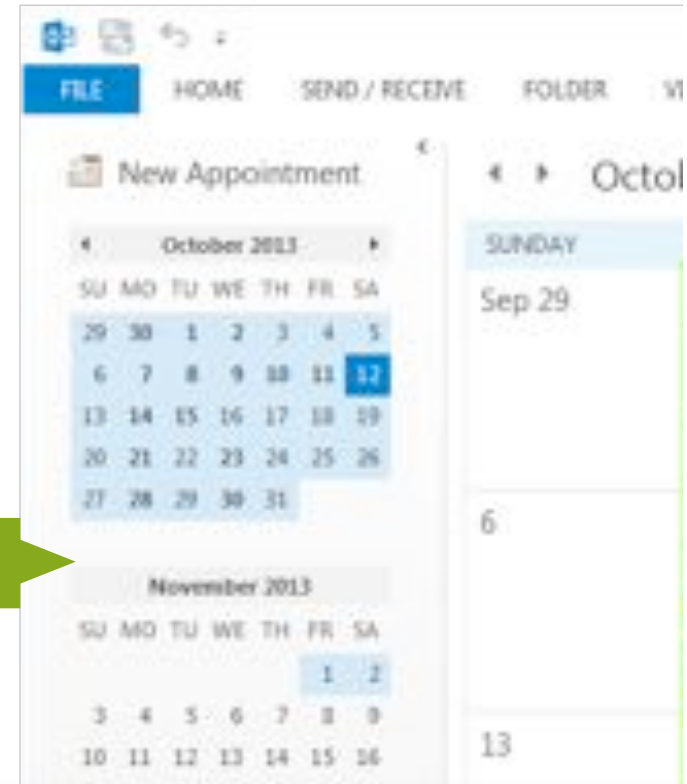 FILE HOME SEND / RECEIVE FOLDER VI
New Appointment
October 2013
SU MO TU WE TH FR SA
29 30 1 2 3 4 5
6 7 8 9 10 11 12
13 14 15 16 17 18 19
20 21 22 23 24 25 26
27 28 29 30 31
November 2013
SU MO TU WE TH FR SA
1 2
3 4 5 6 7 8 9
10 11 12 13 14 15 16
Octob
SUNDAY
Sep 29
6
13